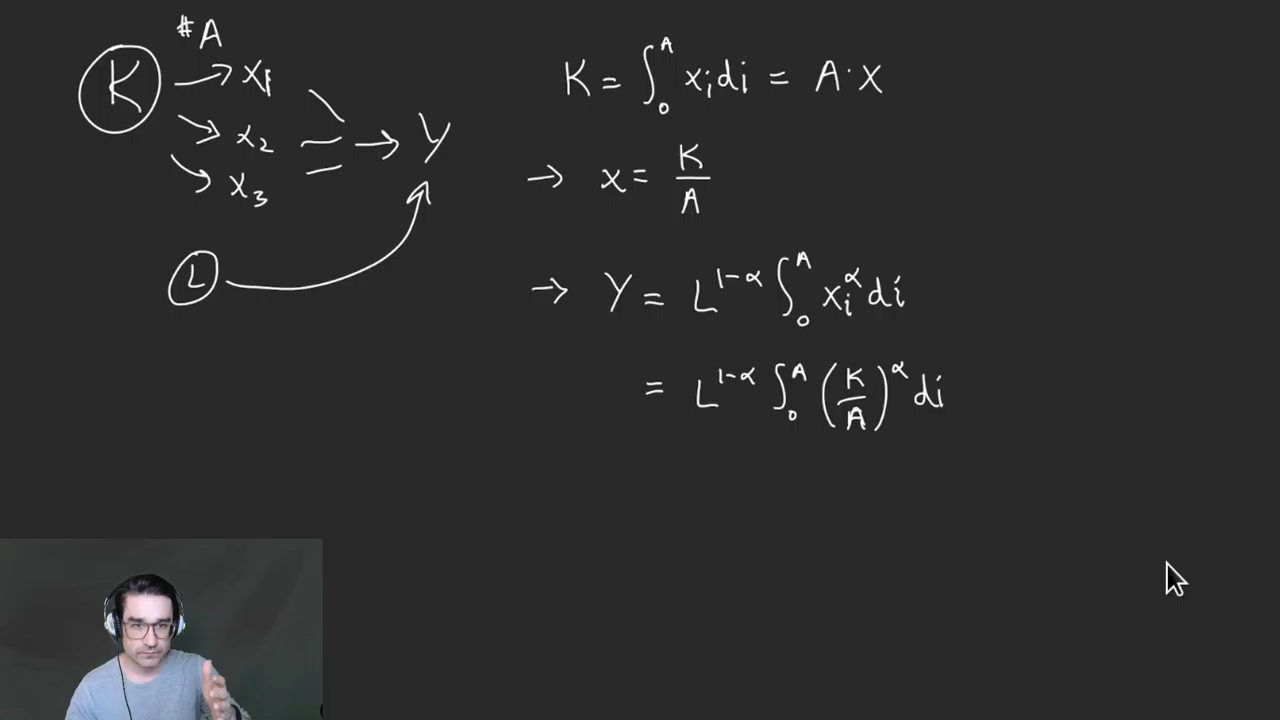 #A
K → x1
→ x2 → Y
→ x3
L
K = ∫₀ᴬ xᵢ di = A · x
→ x = K/A
→ Y = L^{1-α} ∫₀ᴬ xᵢ^α di
= L^{1-α} ∫₀ᴬ (K/A)^α di